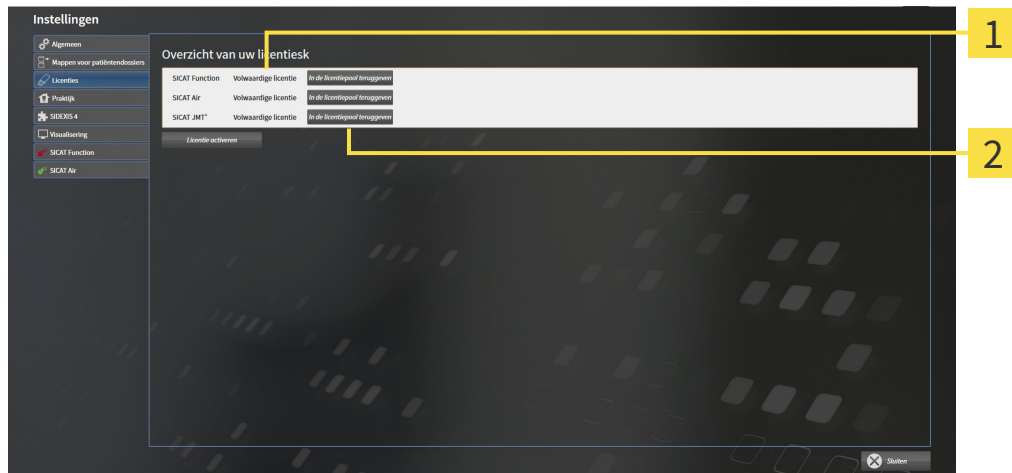 Instellingen
Algemeen
Mappen voor patiëntendossiers
Licenties
Praktijk
SIDEXIS 4
Visualisering
SICAT Function
SICAT Air
Overzicht van uw licentiesk
SICAT Function Volwaardige licentie In de licentiepool teruggeven
SICAT Air Volwaardige licentie In de licentiepool teruggeven
SICAT JMT+ Volwaardige licentie In de licentiepool teruggeven
Licentie activeren
1
2
Sluiten